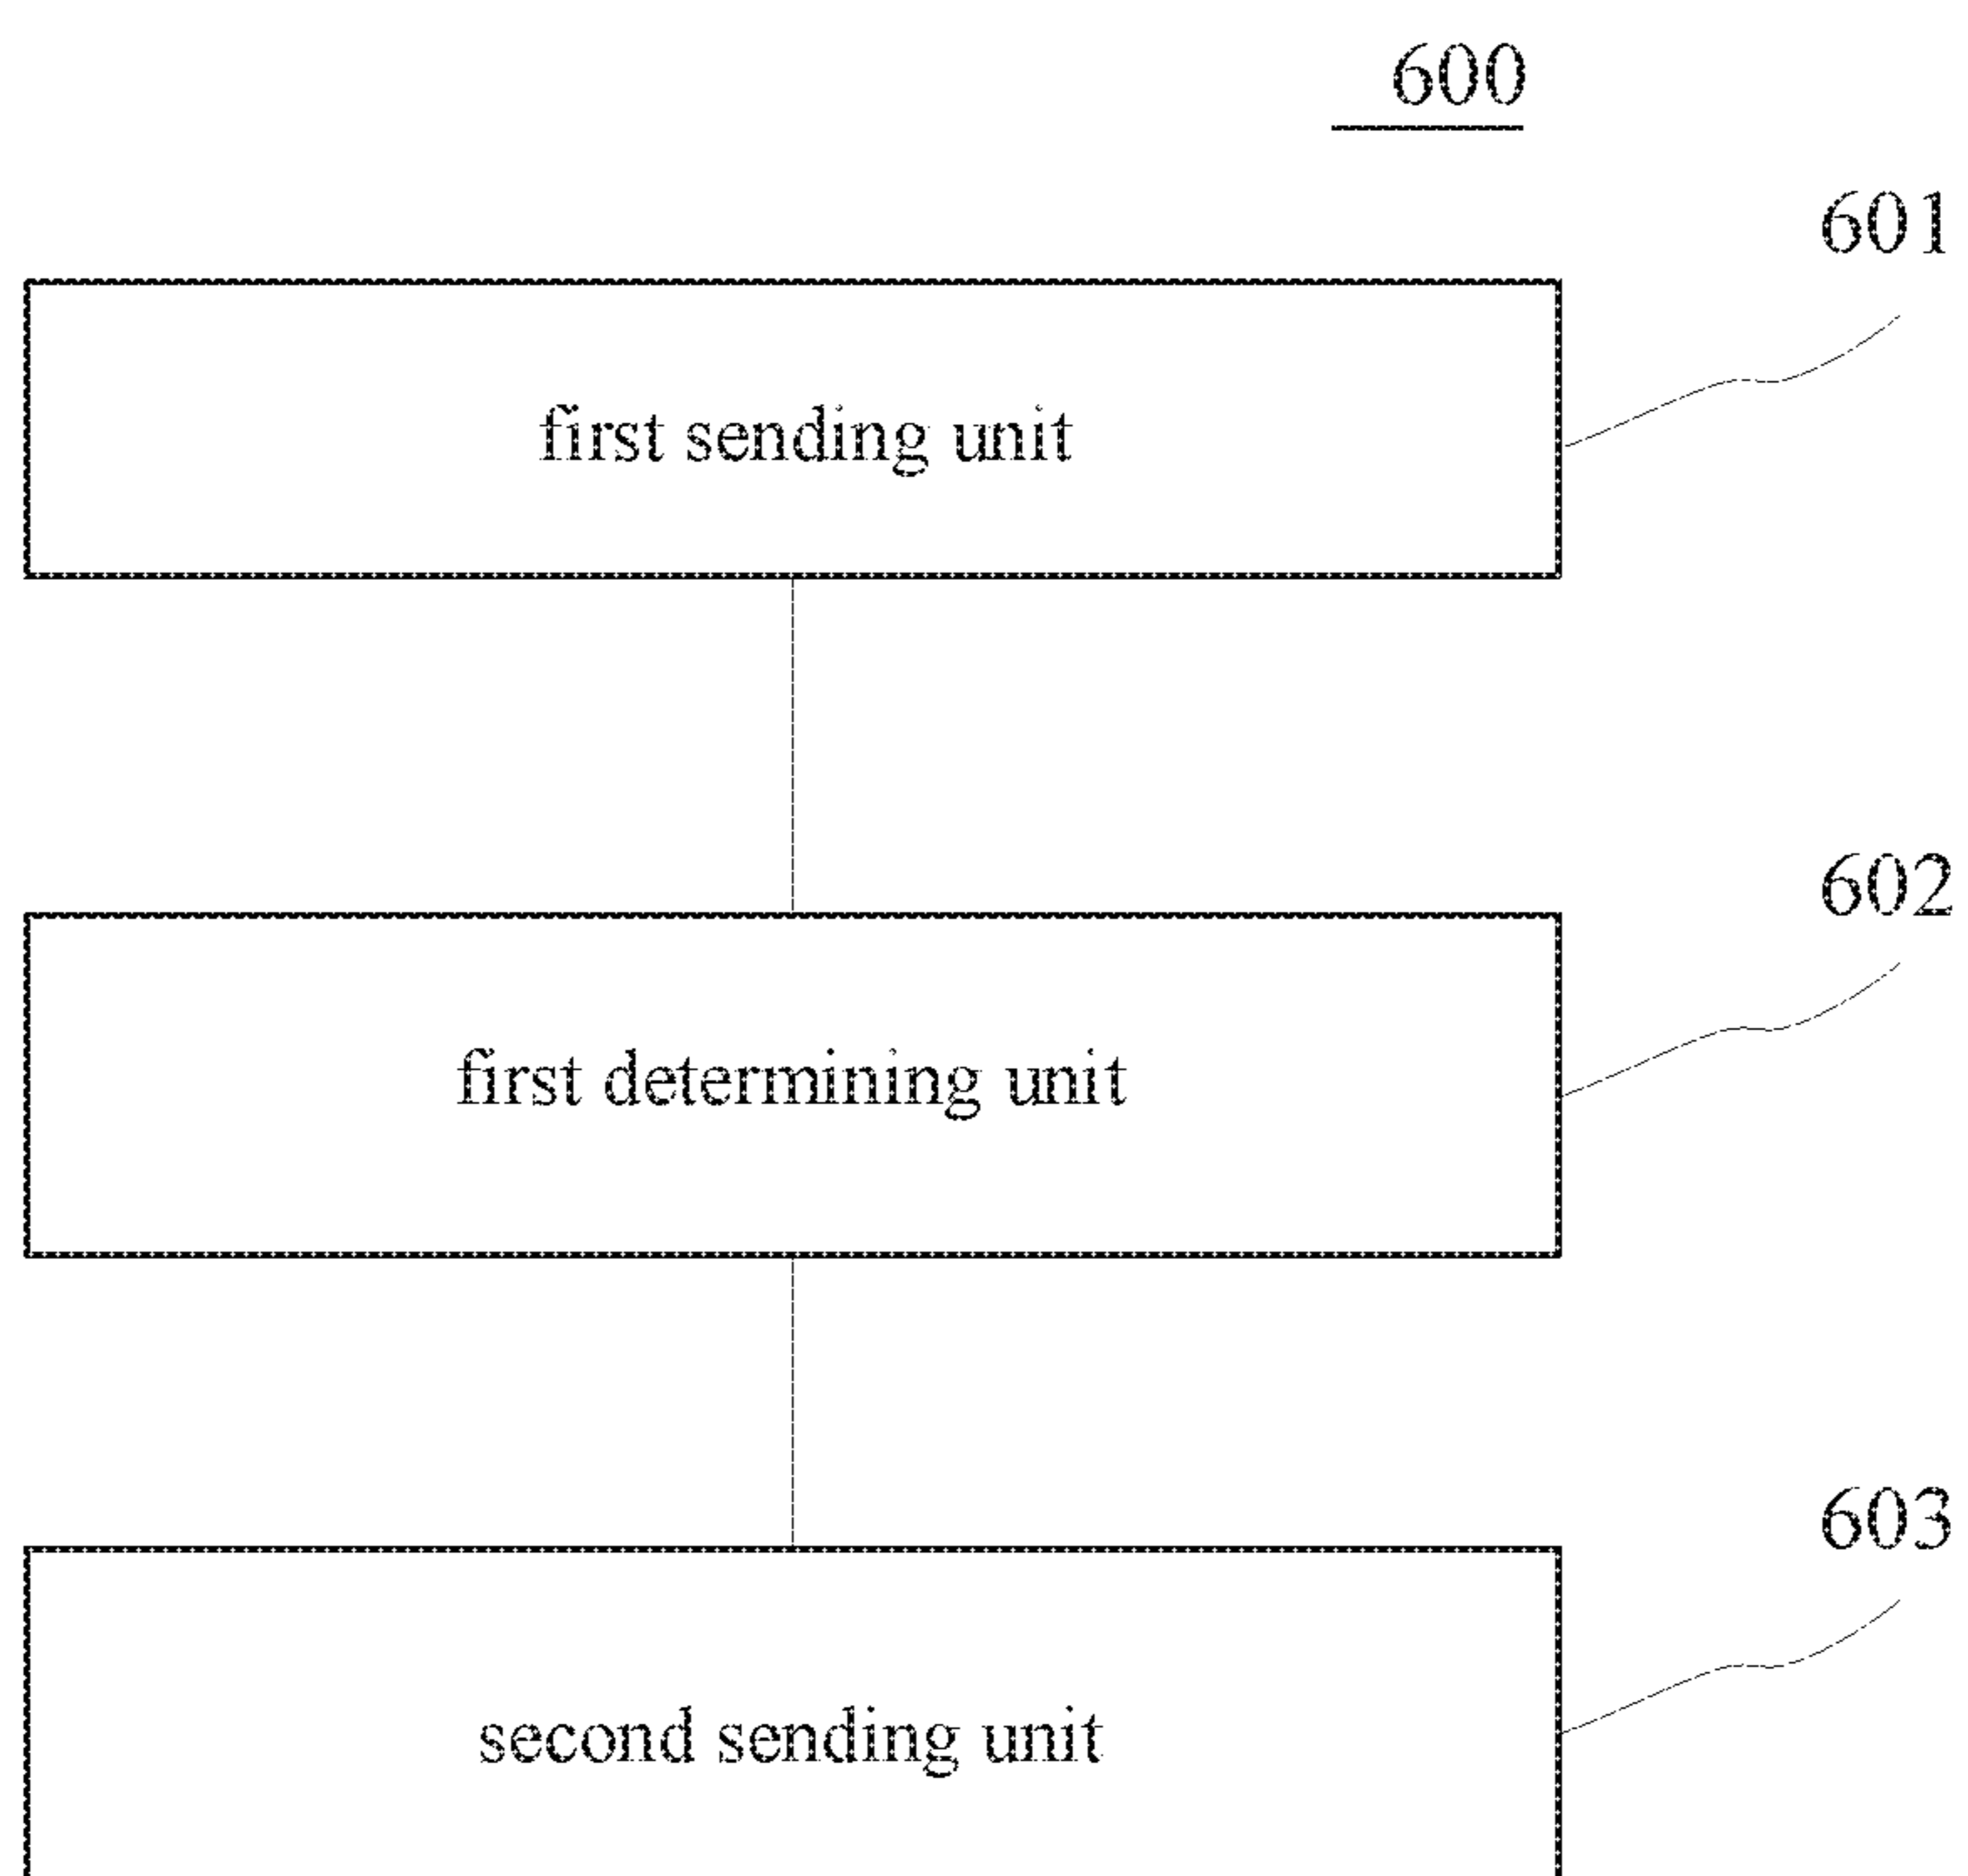 600
601
first sending unit
602
first determining unit
603
second sending unit